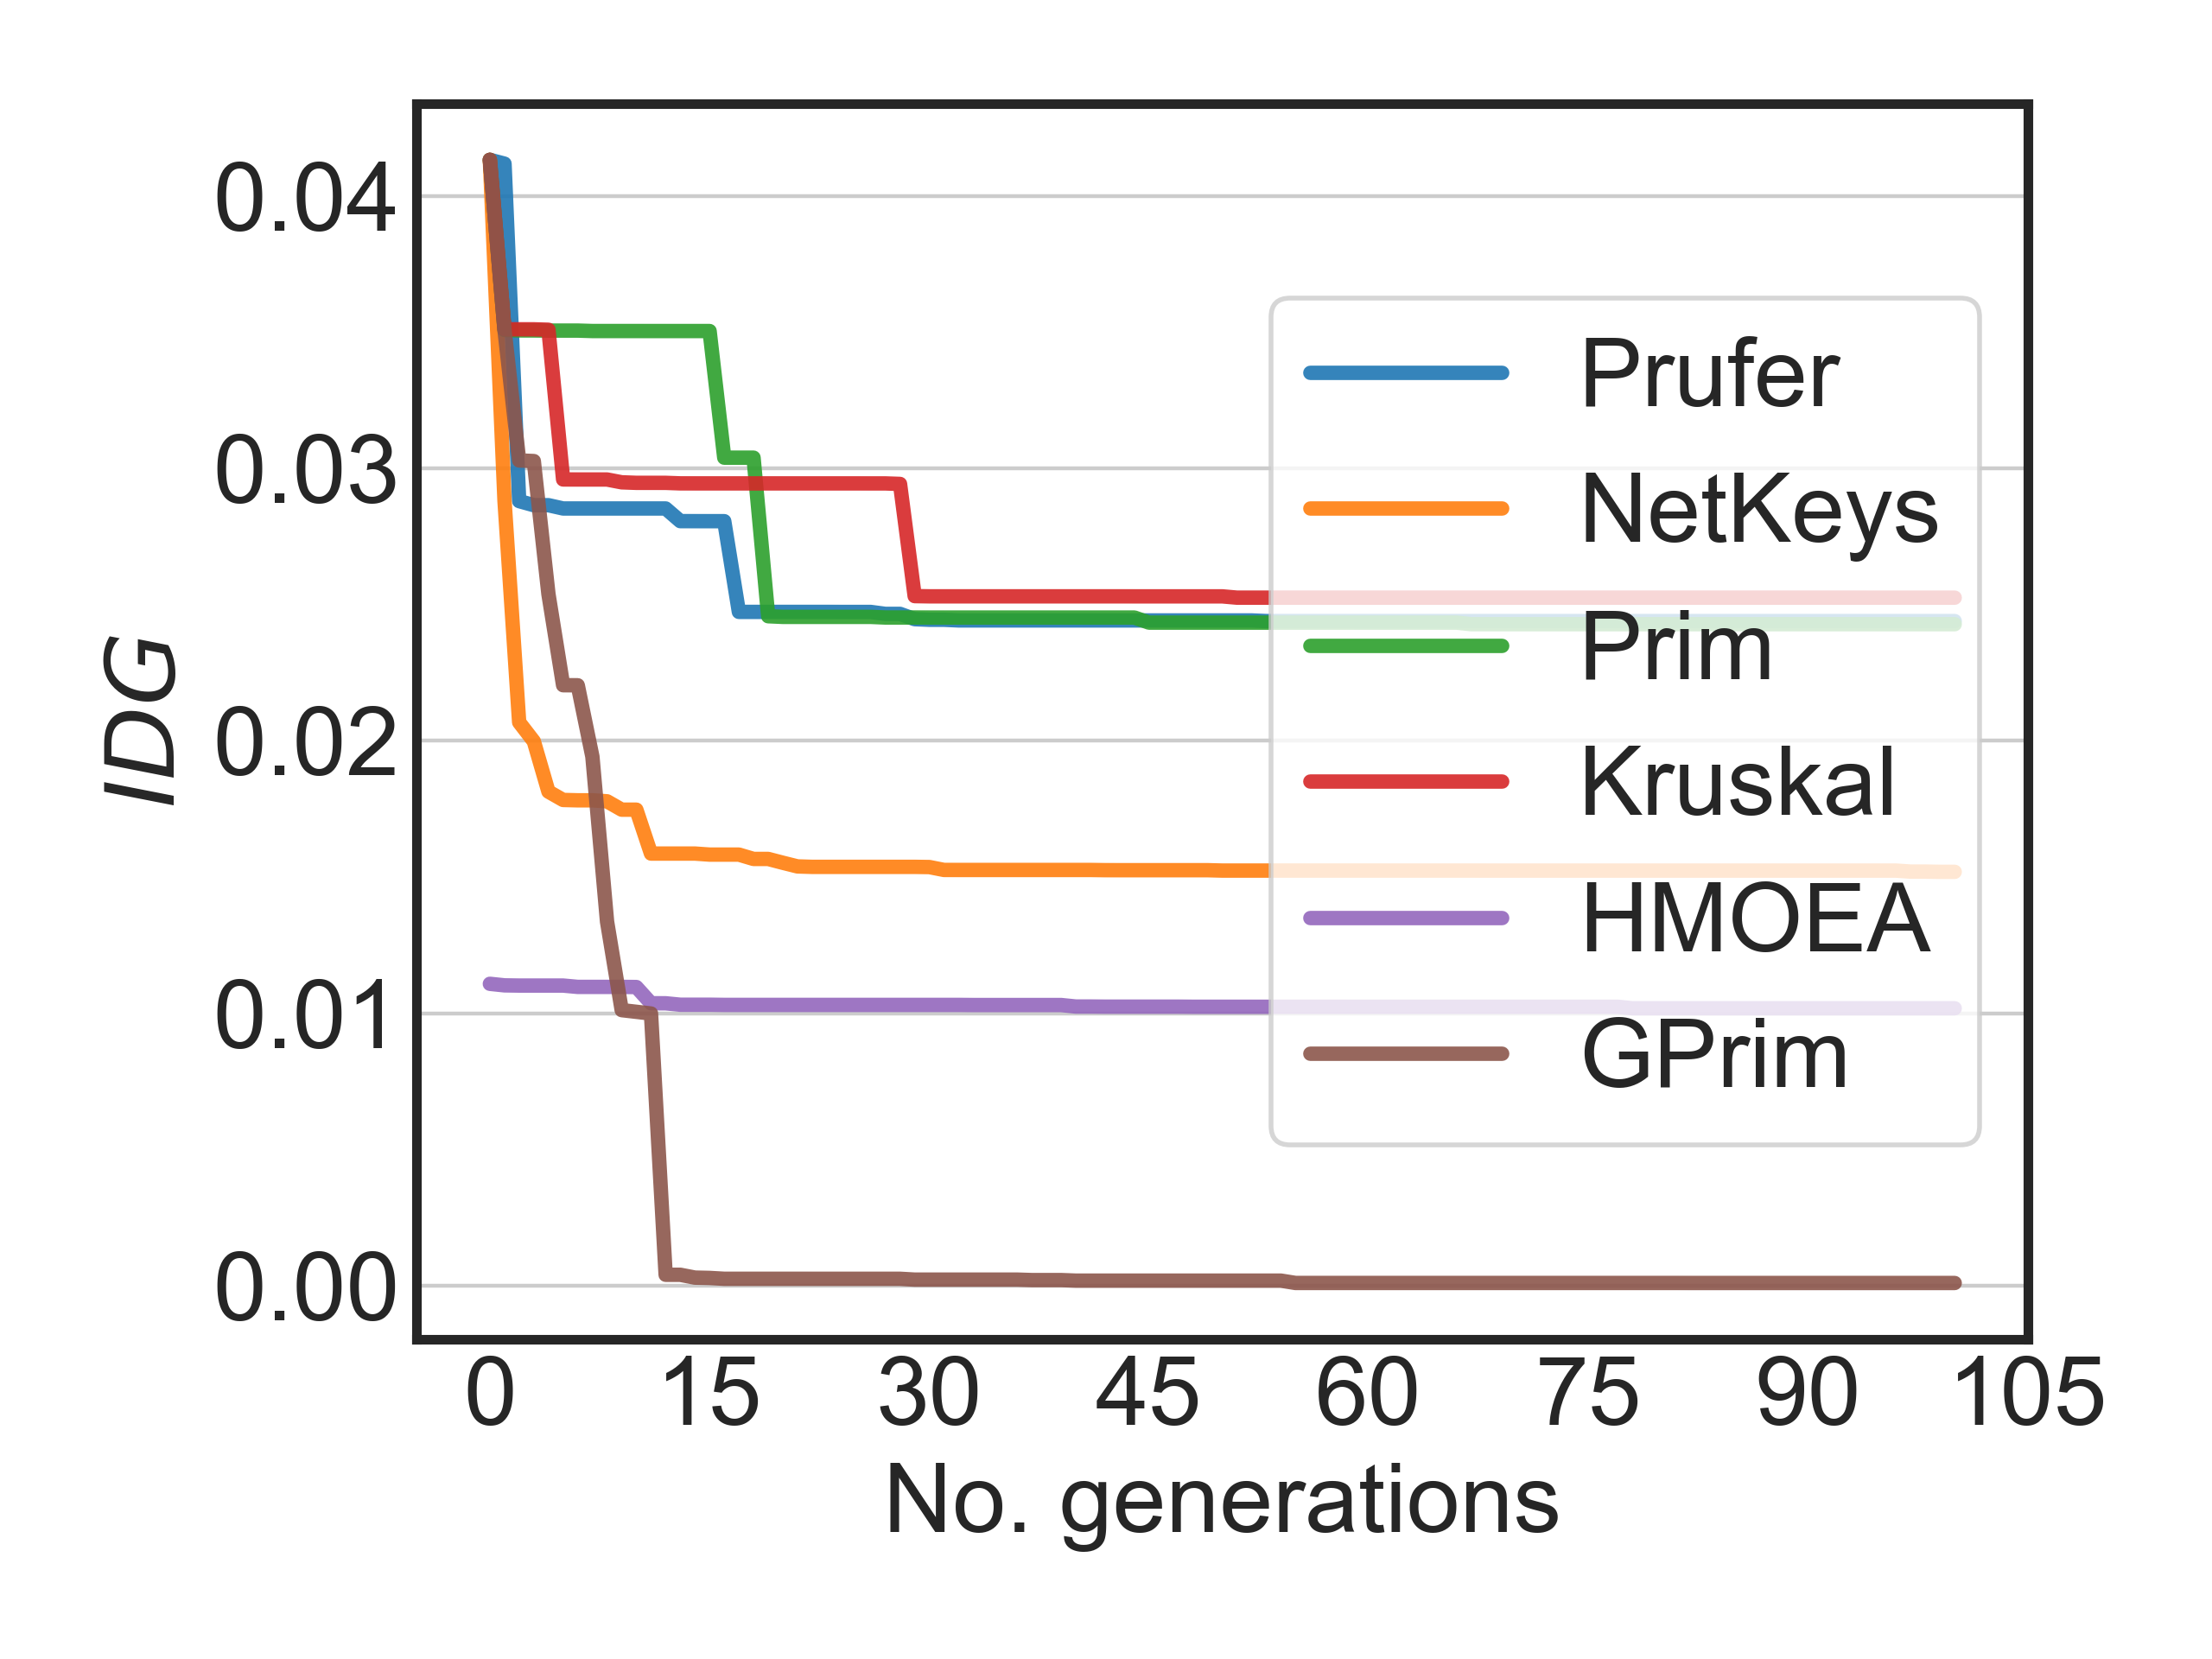 0.04
0.03
0.02
0.01
0.00
IDG
0 15 30 45 60 75 90 105
No. generations
Prufer
NetKeys
Prim
Kruskal
HMOEA
GPrim